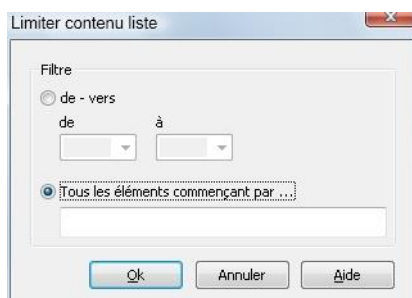 Limiter contenu liste
Filtre
de - vers
de à
Tous les éléments commençant par ...
Ok Annuler Aide